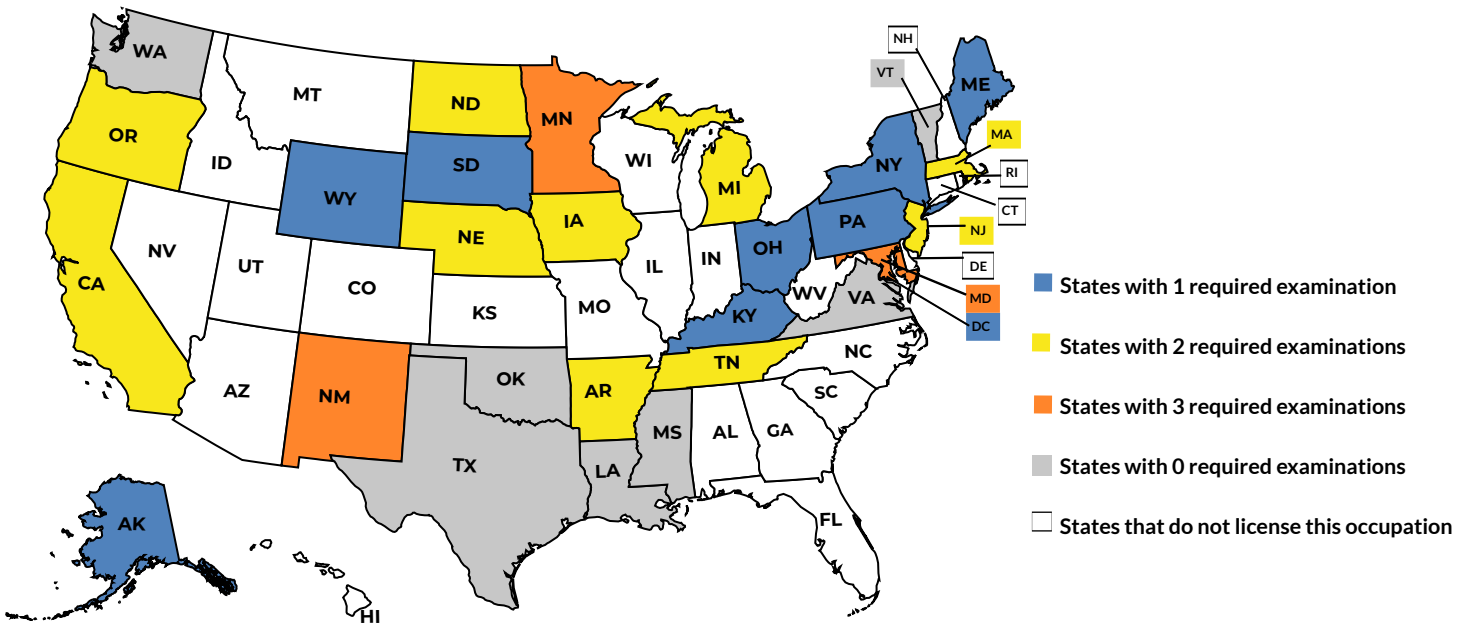 WA
MT
ND
MN
OR
ID
SD
WI
WY
MI
NH
VT
ME
NY
MA
RI
CT
NV
UT
CA
CO
NE
IA
IL
IN
OH
PA
NJ
DE
MD
DC
KS
MO
KY
WV
VA
AZ
NM
OK
AR
TN
NC
SC
TX
LA
MS
AL
GA
FL
AK
HI
States with 1 required examination
States with 2 required examinations
States with 3 required examinations
States with 0 required examinations
States that do not license this occupation